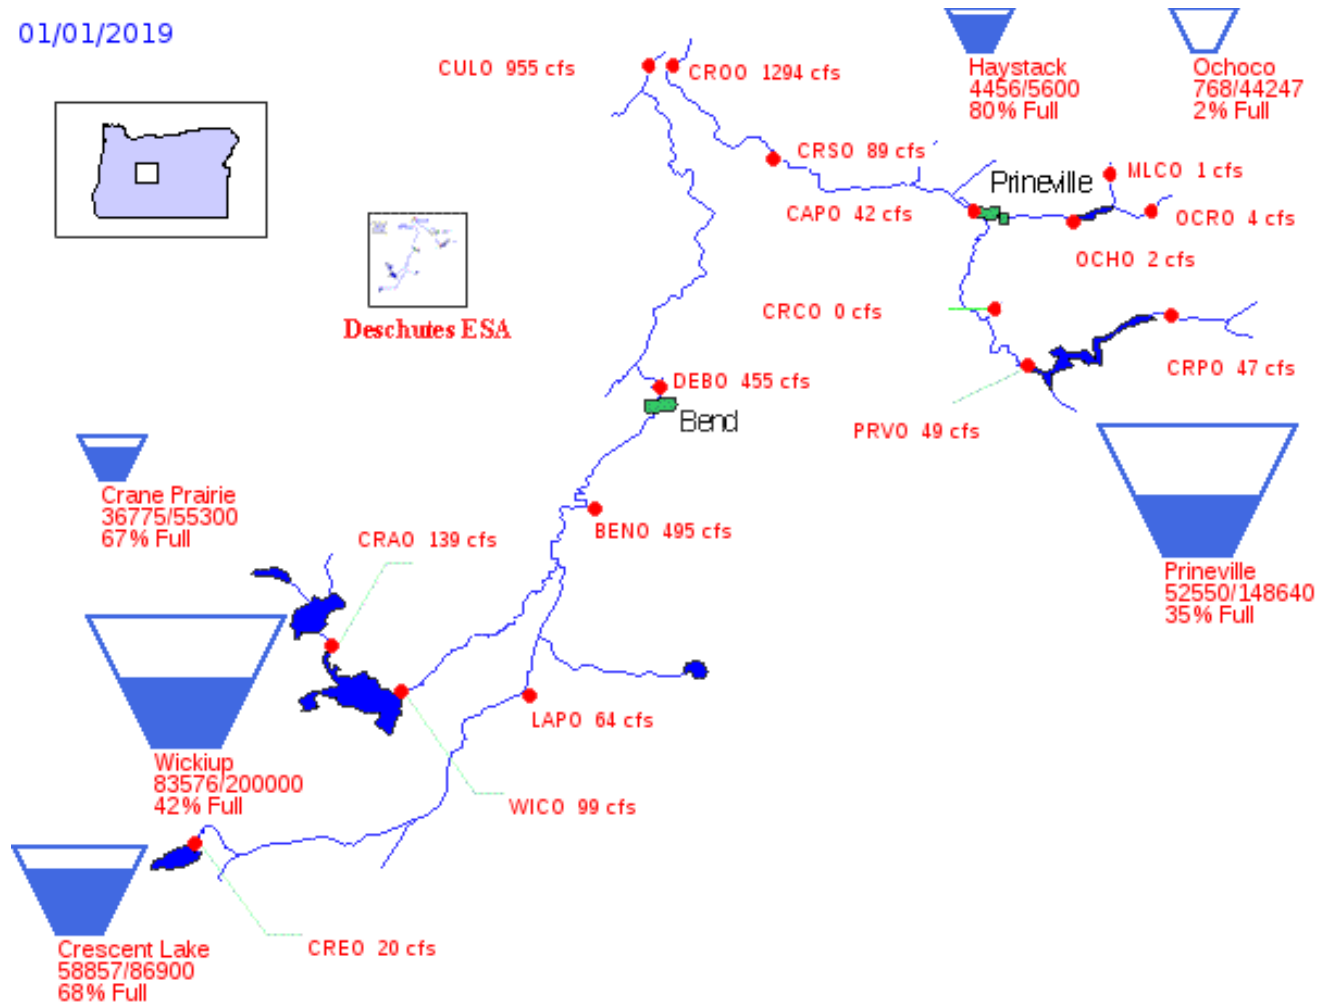 01/01/2019
Haystack
4456/5600
80% Full
Ochoco
768/44247
2% Full
CULO 955 cfs
CROO 1294 cfs
CRSO 89 cfs
Prineville
MLCO 1 cfs
CAPO 42 cfs
OCRO 4 cfs
OCHO 2 cfs
CRCO 0 cfs
Deschutes ESA
CRPO 47 cfs
DEBO 455 cfs
Bend
PRVO 49 cfs
Crane Prairie
36775/55300
67% Full
CRAO 139 cfs
BENO 495 cfs
Prineville
52550/148640
35% Full
LAPO 64 cfs
Wickiup
83576/200000
42% Full
WICO 99 cfs
CREO 20 cfs
Crescent Lake
58857/86900
68% Full